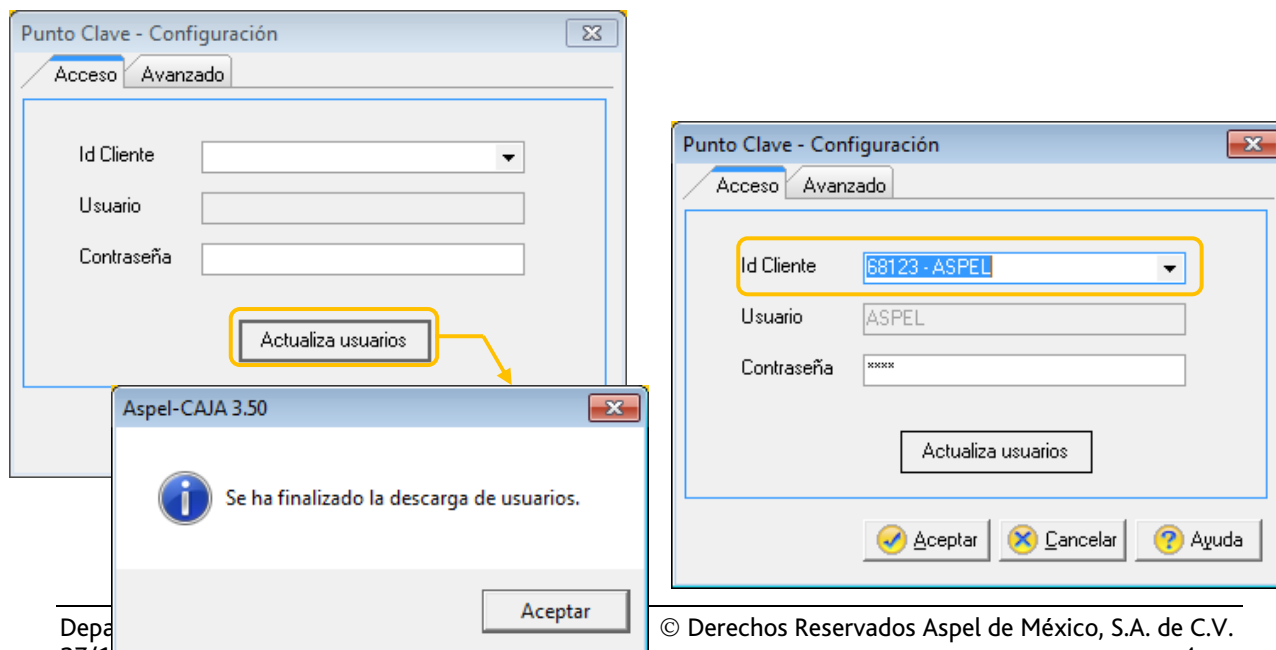 Punto Clave - Configuración
Acceso Avanzado
Id Cliente
Usuario
Contraseña
Actualiza usuarios
Aspel-CAJA 3.50
Se ha finalizado la descarga de usuarios.
Aceptar
Punto Clave - Configuración
Acceso Avanzado
Id Cliente 68123 - ASPEL
Usuario ASPEL
Contraseña ****
Actualiza usuarios
Aceptar Cancelar Ayuda
© Derechos Reservados Aspel de México, S.A. de C.V.